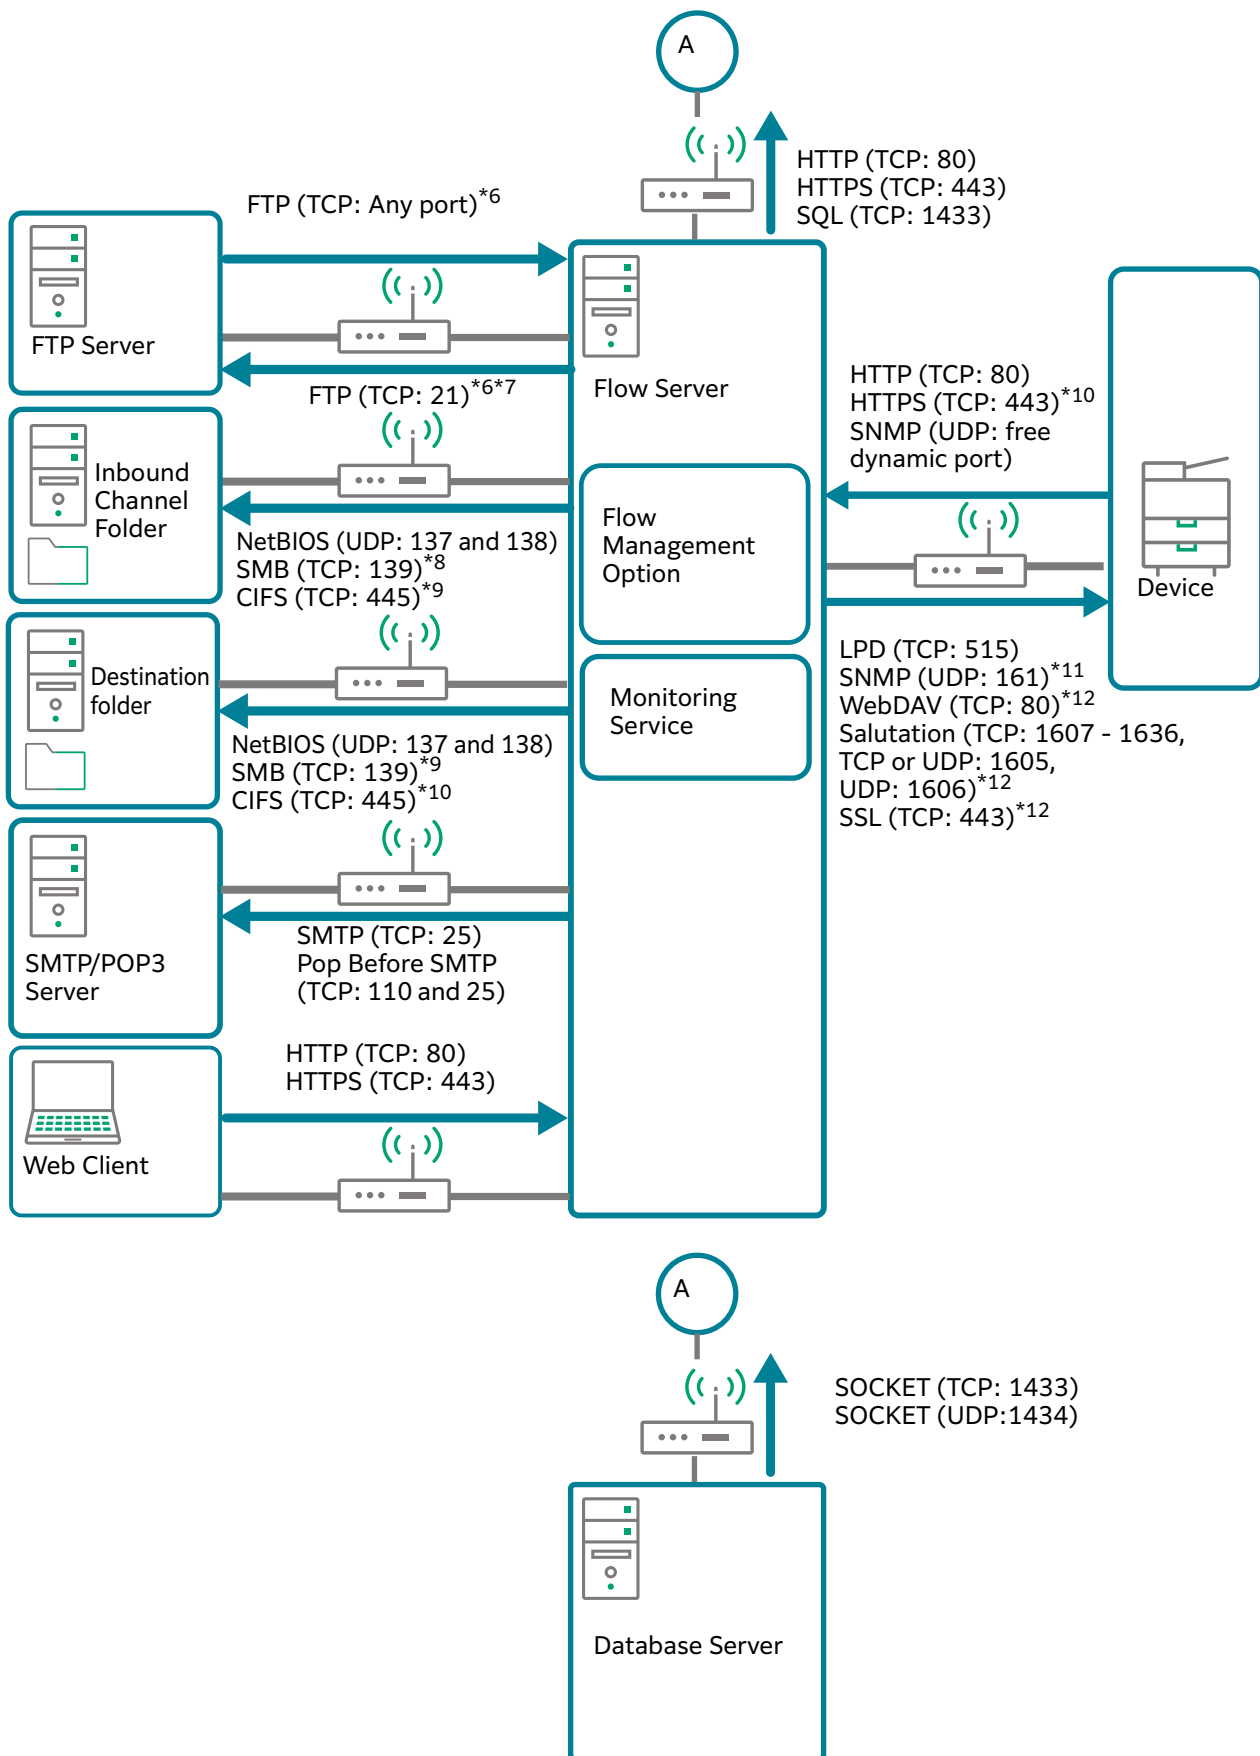 A
HTTP (TCP: 80)
HTTPS (TCP: 443)
SQL (TCP: 1433)
FTP (TCP: Any port)*6
FTP Server
Flow Server
FTP (TCP: 21)*6*7
HTTP (TCP: 80)
HTTPS (TCP: 443)*10
SNMP (UDP: free
dynamic port)
Inbound
Channel
Folder
NetBIOS (UDP: 137 and 138)
SMB (TCP: 139)*8
CIFS (TCP: 445)*9
Flow
Management
Option
Device
Destination
folder
NetBIOS (UDP: 137 and 138)
SMB (TCP: 139)*9
CIFS (TCP: 445)*10
Monitoring
Service
LPD (TCP: 515)
SNMP (UDP: 161)*11
WebDAV (TCP: 80)*12
Salutation (TCP: 1607 - 1636,
TCP or UDP: 1605,
UDP: 1606)*12
SSL (TCP: 443)*12
SMTP/POP3
Server
SMTP (TCP: 25)
Pop Before SMTP
(TCP: 110 and 25)
HTTP (TCP: 80)
HTTPS (TCP: 443)
Web Client
A
SOCKET (TCP: 1433)
SOCKET (UDP:1434)
Database Server